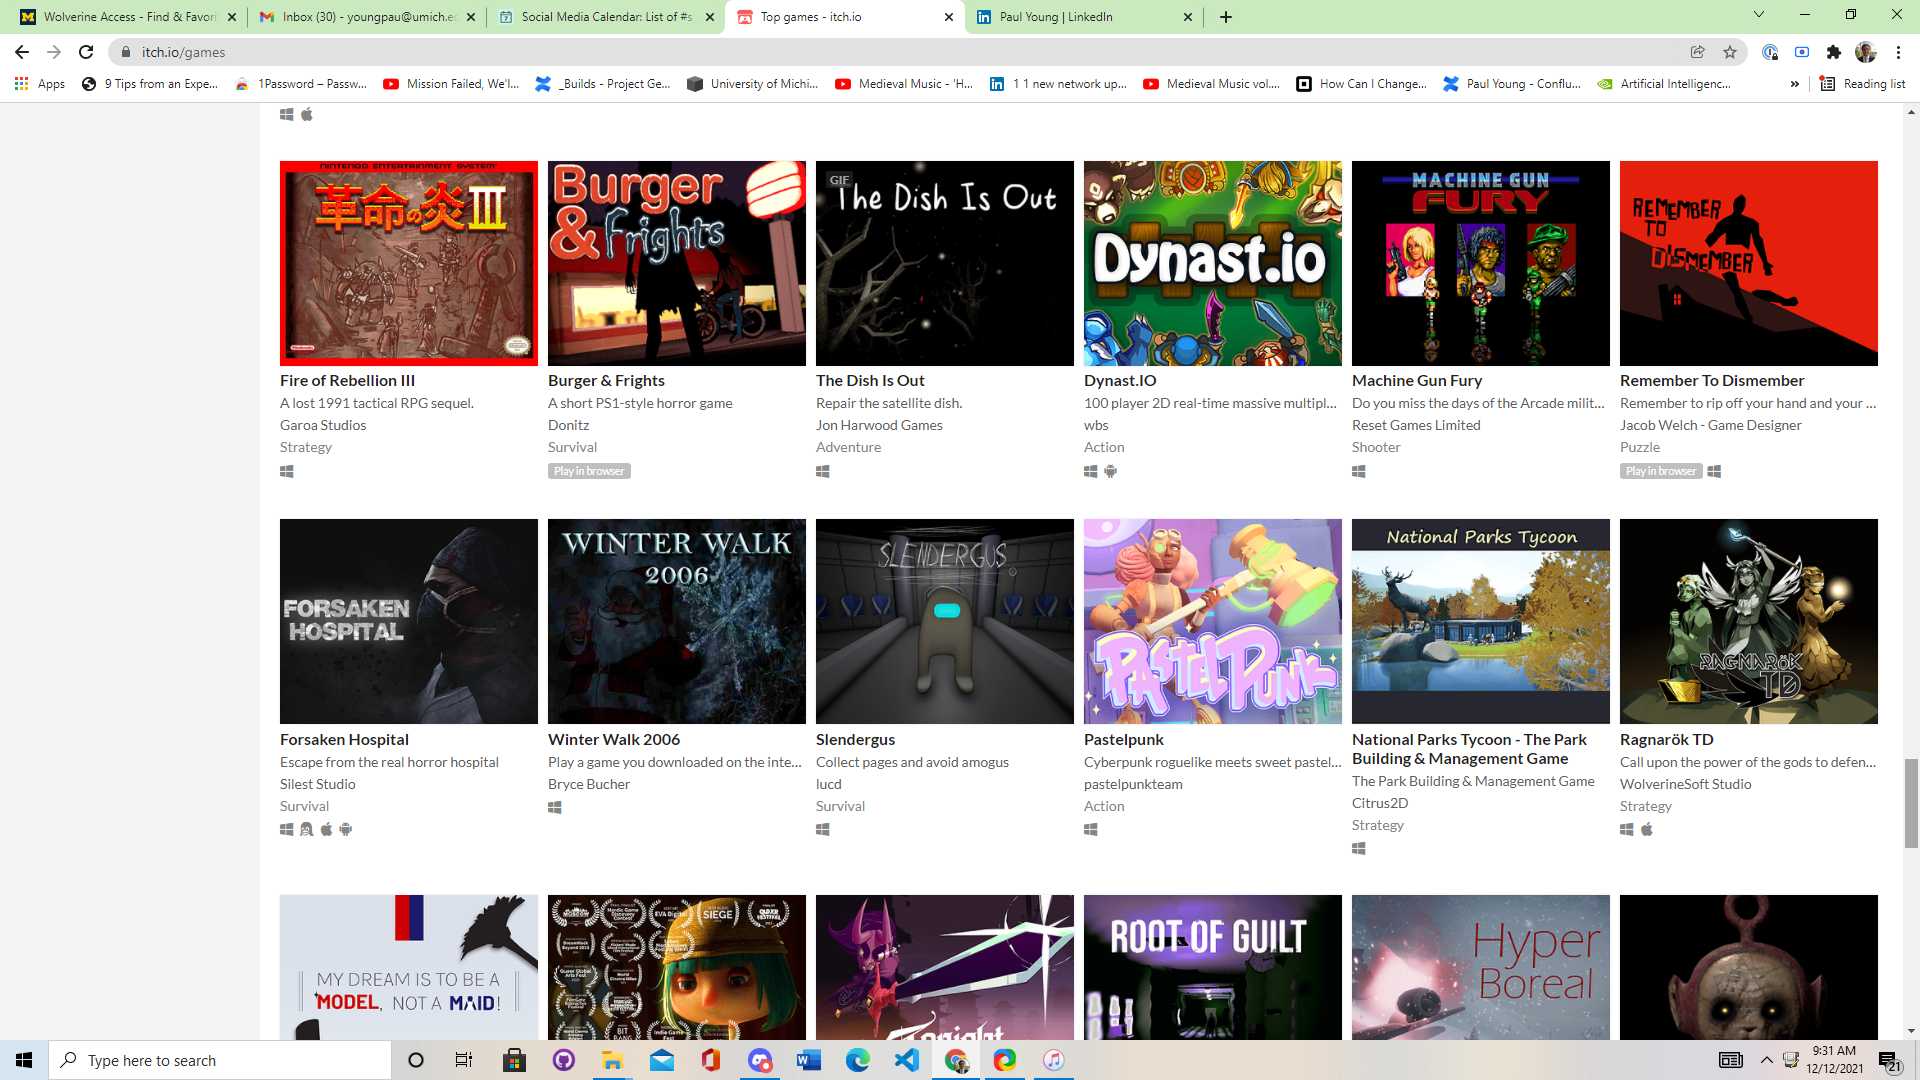 Wolverine Access - Find & Favorit
Inbox (30) - youngpau@umich.ed
Social Media Calendar: List of #s
Top games - itch.io
Paul Young | LinkedIn
itch.io/games
Apps
9 Tips from an Expe...
1Password – Passw...
Mission Failed, We'l...
_Builds - Project Ge...
University of Michi...
Medieval Music - 'H...
1 1 new network up...
Medieval Music vol....
How Can I Change...
Paul Young - Conflu...
Artificial Intelligenc...
»
Reading list
NINTENDO ENTERTAINMENT SYSTEM
革命の炎III
Burger
& Frights
GIF
The Dish Is Out
Dynast.io
MACHINE GUN
FURY
REMEMBER
TO
DISMEMBER
Fire of Rebellion III
A lost 1991 tactical RPG sequel.
Garoa Studios
Strategy
Burger & Frights
A short PS1-style horror game
Donitz
Survival
Play in browser
The Dish Is Out
Repair the satellite dish.
Jon Harwood Games
Adventure
Dynast.IO
100 player 2D real-time massive multipl...
wbs
Action
Machine Gun Fury
Do you miss the days of the Arcade milit...
Reset Games Limited
Shooter
Remember To Dismember
Remember to rip off your hand and your ...
Jacob Welch - Game Designer
Puzzle
Play in browser
FORSAKEN
HOSPITAL
WINTER WALK
2006
SLENDERGUS
PASTELPUNK
National Parks Tycoon
RAGNARÖK
TD
Forsaken Hospital
Escape from the real horror hospital
Silest Studio
Survival
Winter Walk 2006
Play a game you downloaded on the inte...
Bryce Bucher
Slendergus
Collect pages and avoid amogus
lucd
Survival
Pastelpunk
Cyberpunk roguelike meets sweet pastel...
pastelpunkteam
Action
National Parks Tycoon - The Park
Building & Management Game
The Park Building & Management Game
Citrus2D
Strategy
Ragnarök TD
Call upon the power of the gods to defen...
WolverineSoft Studio
Strategy
MY DREAM IS TO BE A
MODEL, NOT A MAID!
SIEGE
Tonight
ROOT OF GUILT
Hyper
Boreal
Type here to search
9:31 AM
12/12/2021
21